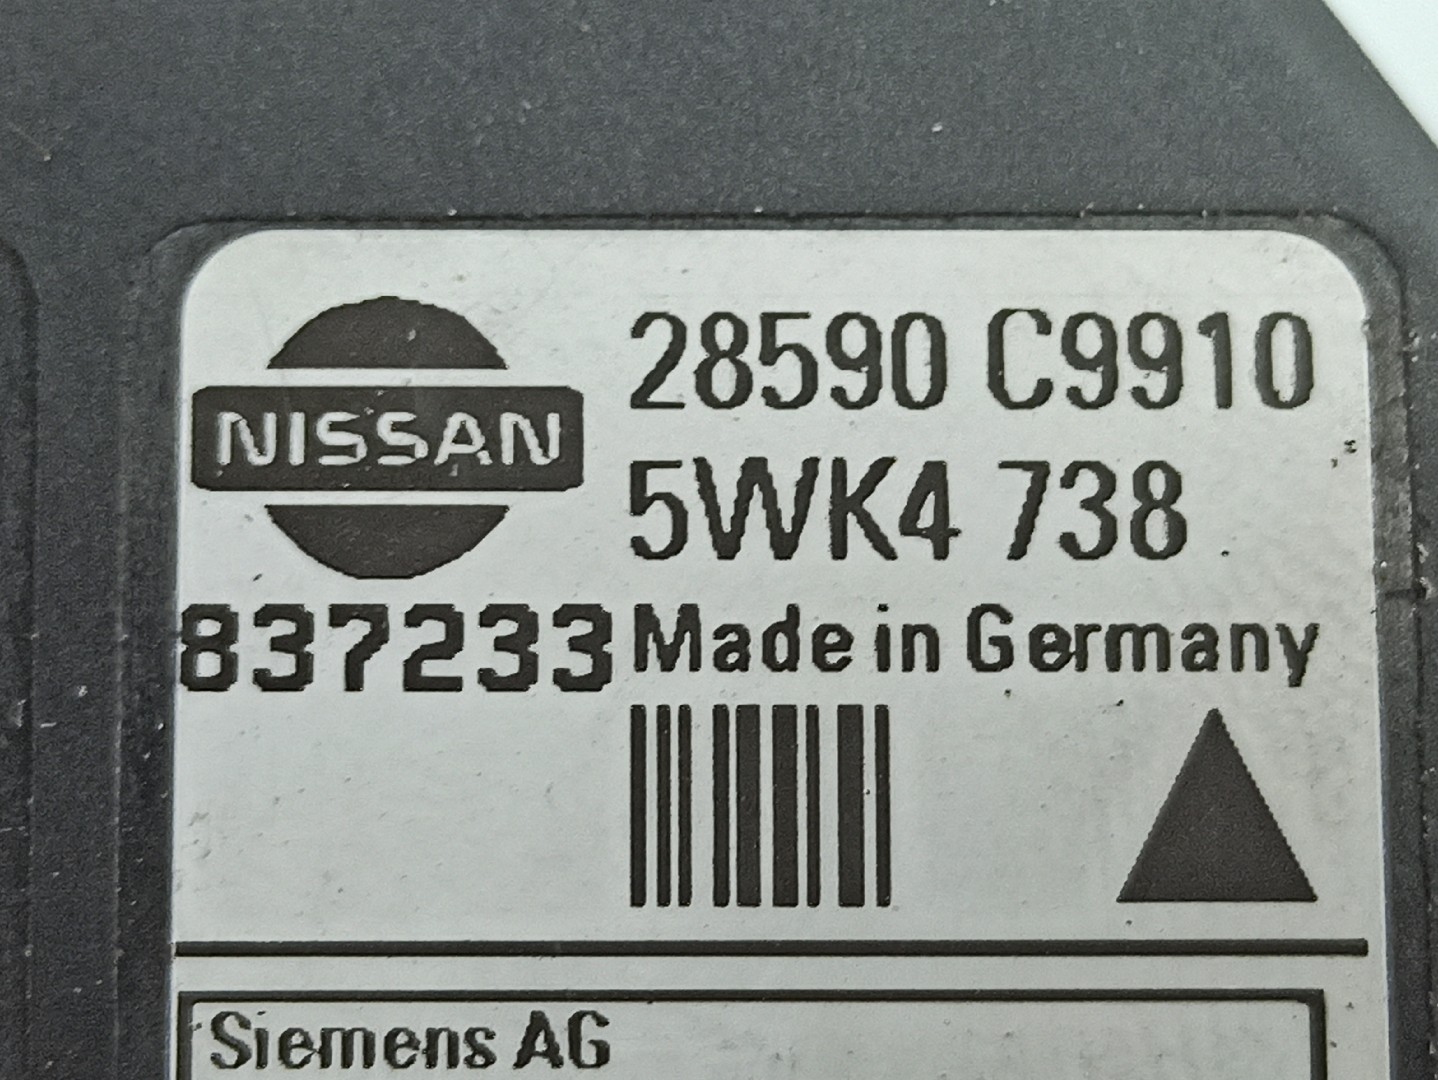 28590 C9910
NISSAN
5WK4 738
837233 Made in Germany
Siemens AG